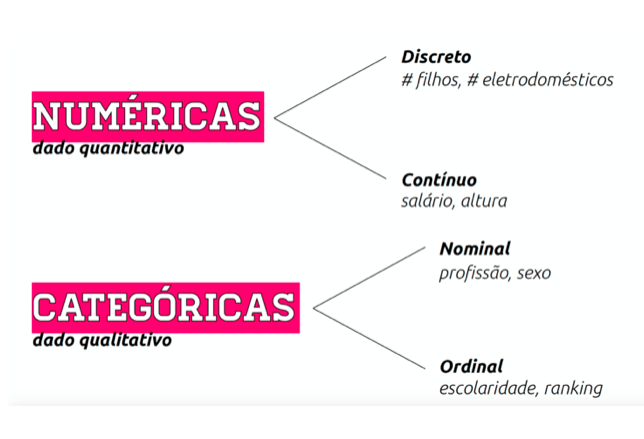 Discreto
# filhos, # eletrodomésticos
NUMÉRICAS
dado quantitativo
Contínuo
salário, altura
Nominal
profissão, sexo
CATEGÓRICAS
dado qualitativo
Ordinal
escolaridade, ranking